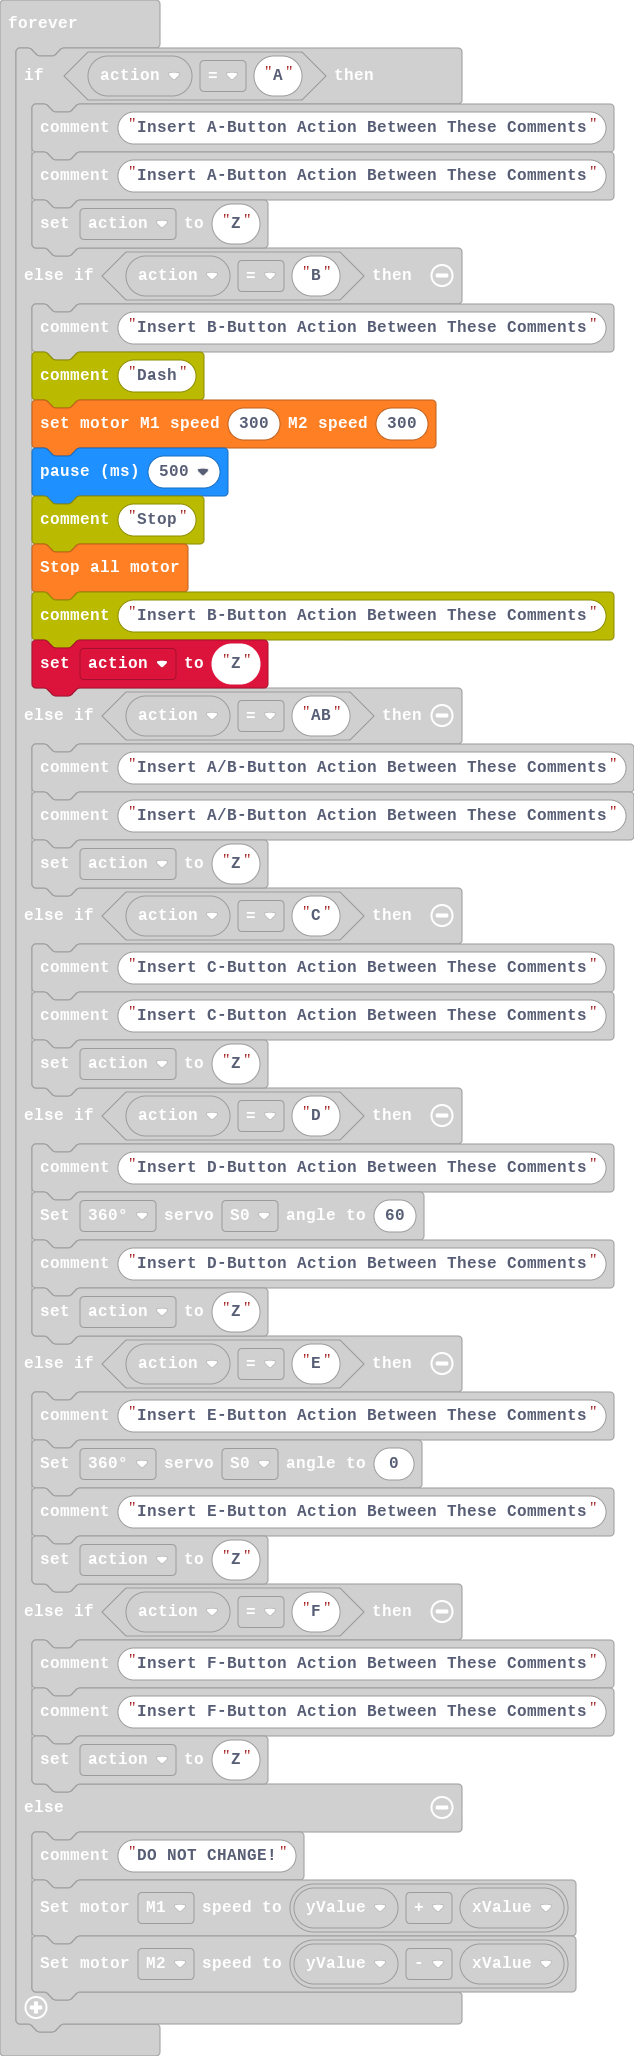 forever
if action = "A" then
comment "Insert A-Button Action Between These Comments"
comment "Insert A-Button Action Between These Comments"
set action to "Z"
else if action = "B" then
comment "Insert B-Button Action Between These Comments"
comment "Dash"
set motor M1 speed 300 M2 speed 300
pause (ms) 500
comment "Stop"
Stop all motor
comment "Insert B-Button Action Between These Comments"
set action to "Z"
else if action = "AB" then
comment "Insert A/B-Button Action Between These Comments"
comment "Insert A/B-Button Action Between These Comments"
set action to "Z"
else if action = "C" then
comment "Insert C-Button Action Between These Comments"
comment "Insert C-Button Action Between These Comments"
set action to "Z"
else if action = "D" then
comment "Insert D-Button Action Between These Comments"
Set 360° servo S0 angle to 60
comment "Insert D-Button Action Between These Comments"
set action to "Z"
else if action = "E" then
comment "Insert E-Button Action Between These Comments"
Set 360° servo S0 angle to 0
comment "Insert E-Button Action Between These Comments"
set action to "Z"
else if action = "F" then
comment "Insert F-Button Action Between These Comments"
comment "Insert F-Button Action Between These Comments"
set action to "Z"
else
comment "DO NOT CHANGE!"
Set motor M1 speed to yValue + xValue
Set motor M2 speed to yValue - xValue